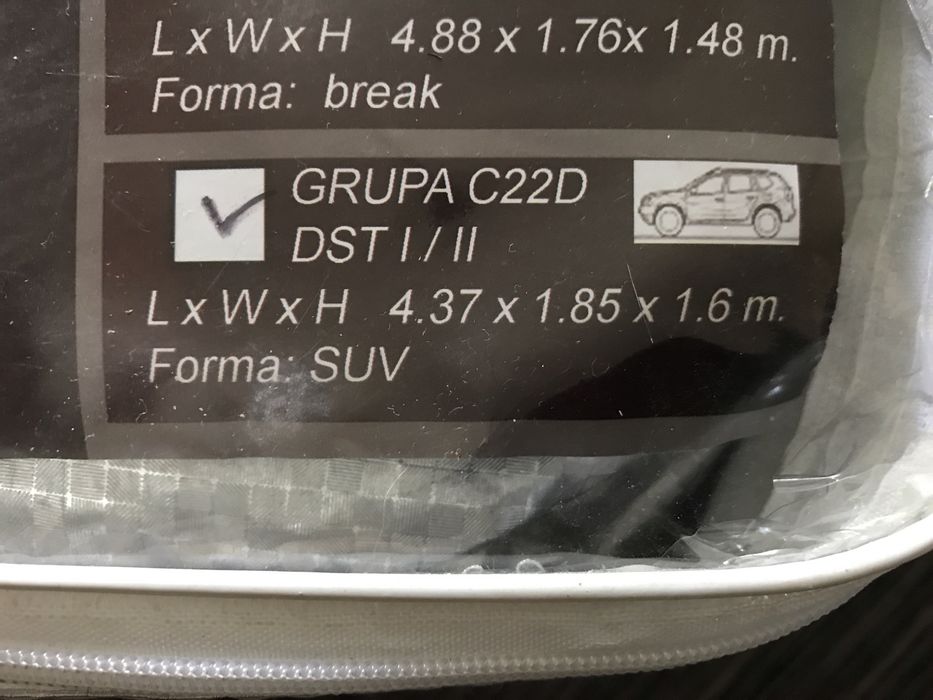 L x W x H 4.88 x 1.76x 1.48 m.
Forma: break
GRUPA C22D
DST I / II
L x W x H 4.37 x 1.85 x 1.6 m.
Forma: SUV